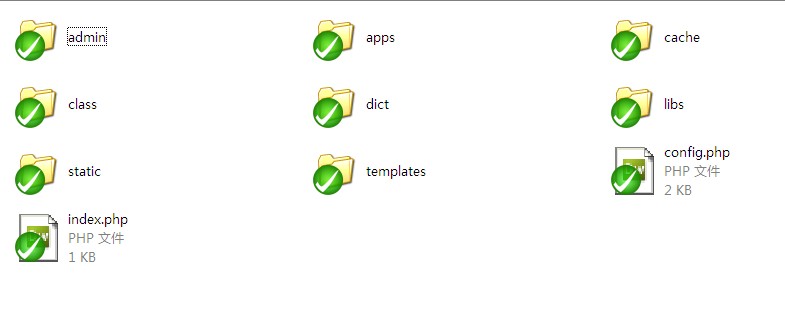 admin
apps
cache
class
dict
libs
static
templates
config.php
PHP 文件
2 KB
index.php
PHP 文件
1 KB